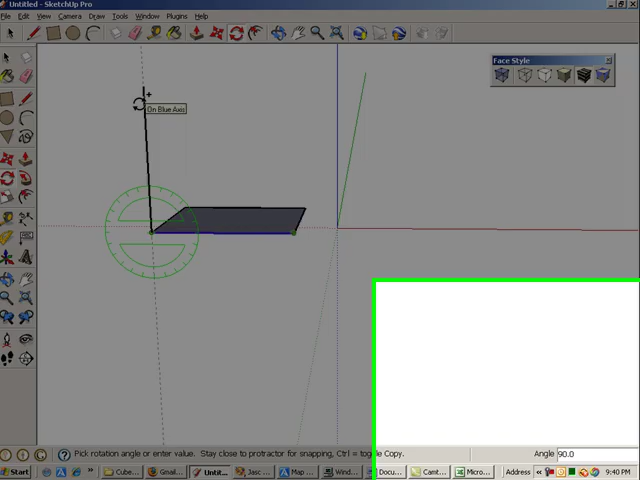 Untitled - SketchUp Pro
File Edit View Camera Draw Tools Window Plugins Help
Face Style
On Blue Axis
Pick rotation angle or enter value. Stay close to protractor for snapping, Ctrl = toggle Copy.
Angle 90.0
Start Cube... Gmail... Untit... Jasc ... Map ... Wind... Docu... Camt... Micro... Address 9:40 PM